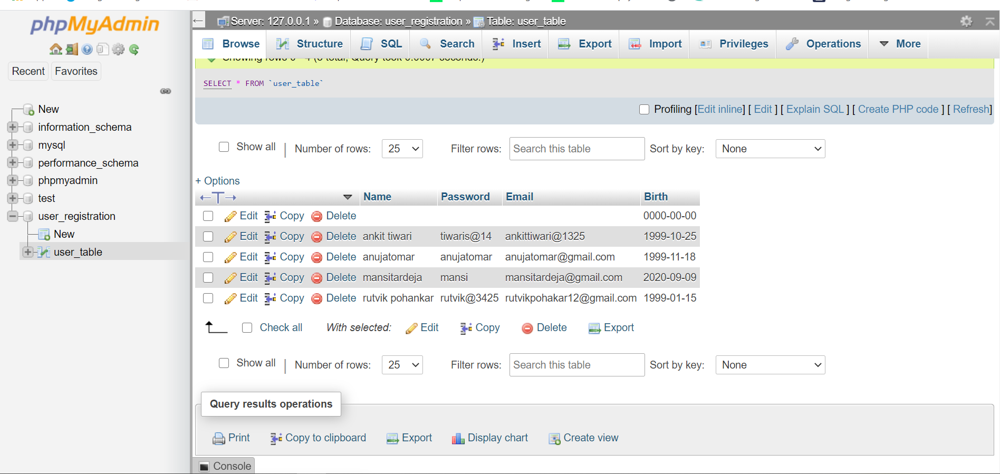 phpMyAdmin
Recent Favorites
New
information_schema
mysql
performance_schema
phpmyadmin
test
user_registration
New
user_table
Server: 127.0.0.1 » Database: user_registration » Table: user_table
Browse Structure SQL Search Insert Export Import Privileges Operations More
SELECT * FROM `user_table`
Profiling [Edit inline] [ Edit ] [ Explain SQL ] [ Create PHP code ] [ Refresh]
Show all | Number of rows: 25 Filter rows: Search this table Sort by key: None
+ Options
←T→ Name Password Email Birth
Edit Copy Delete 0000-00-00
Edit Copy Delete ankit tiwari tiwaris@14 ankittiwari@1325 1999-10-25
Edit Copy Delete anujatomar anujatomar anujatomar@gmail.com 1999-11-18
Edit Copy Delete mansitardeja mansi mansitardeja@gmail.com 2020-09-09
Edit Copy Delete rutvik pohankar rutvik@3425 rutvikpohakar12@gmail.com 1999-01-15
Check all With selected: Edit Copy Delete Export
Show all | Number of rows: 25 Filter rows: Search this table Sort by key: None
Query results operations
Print Copy to clipboard Export Display chart Create view
Console